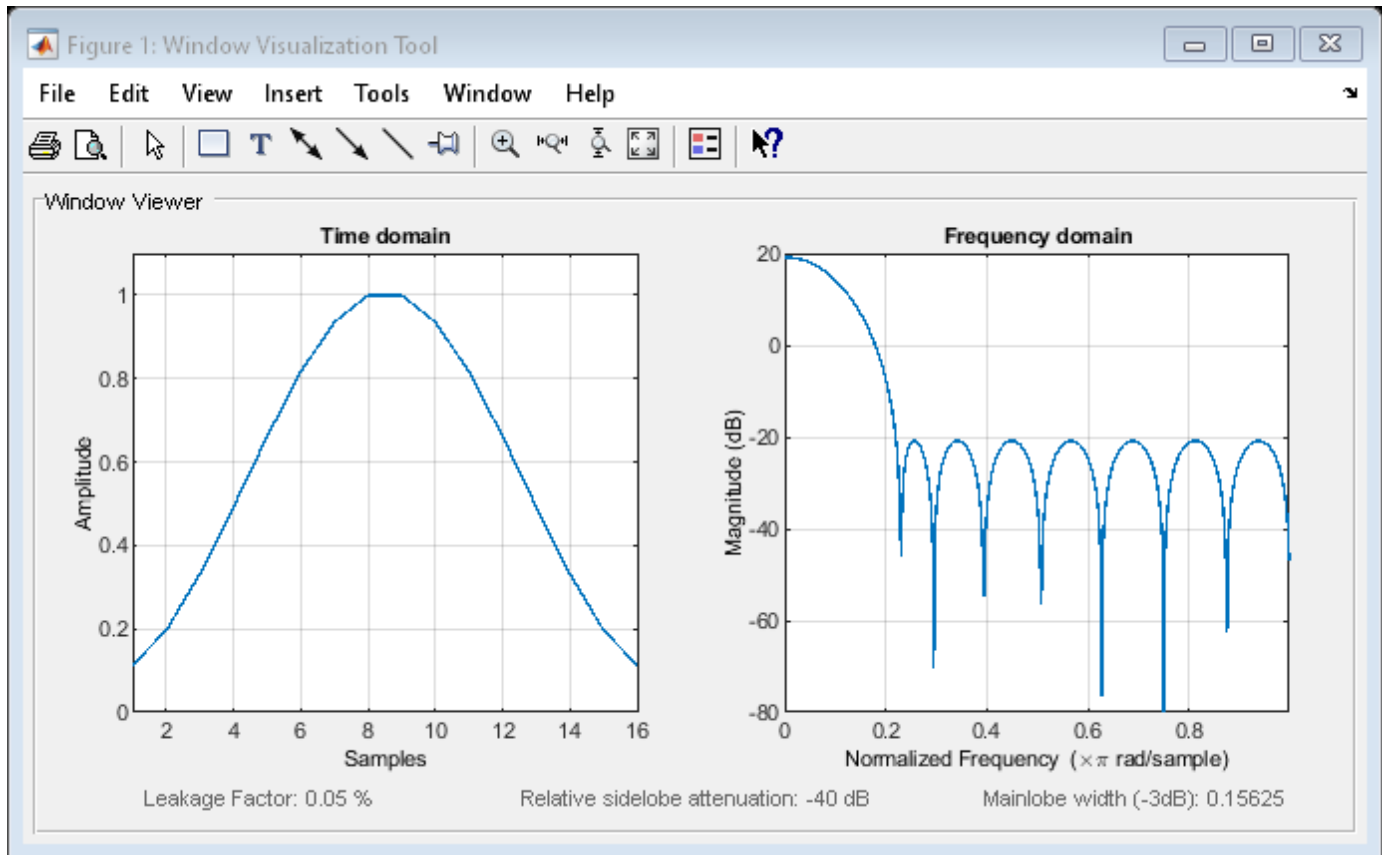 Figure 1: Window Visualization Tool
File Edit View Insert Tools Window Help
T
?
Window Viewer
Time domain
1
0.8
0.6
0.4
0.2
0
Amplitude
2 4 6 8 10 12 14 16
Samples
Frequency domain
20
0
-20
-40
-60
-80
Magnitude (dB)
0 0.2 0.4 0.6 0.8
Normalized Frequency (×π rad/sample)
Leakage Factor: 0.05 %
Relative sidelobe attenuation: -40 dB
Mainlobe width (-3dB): 0.15625